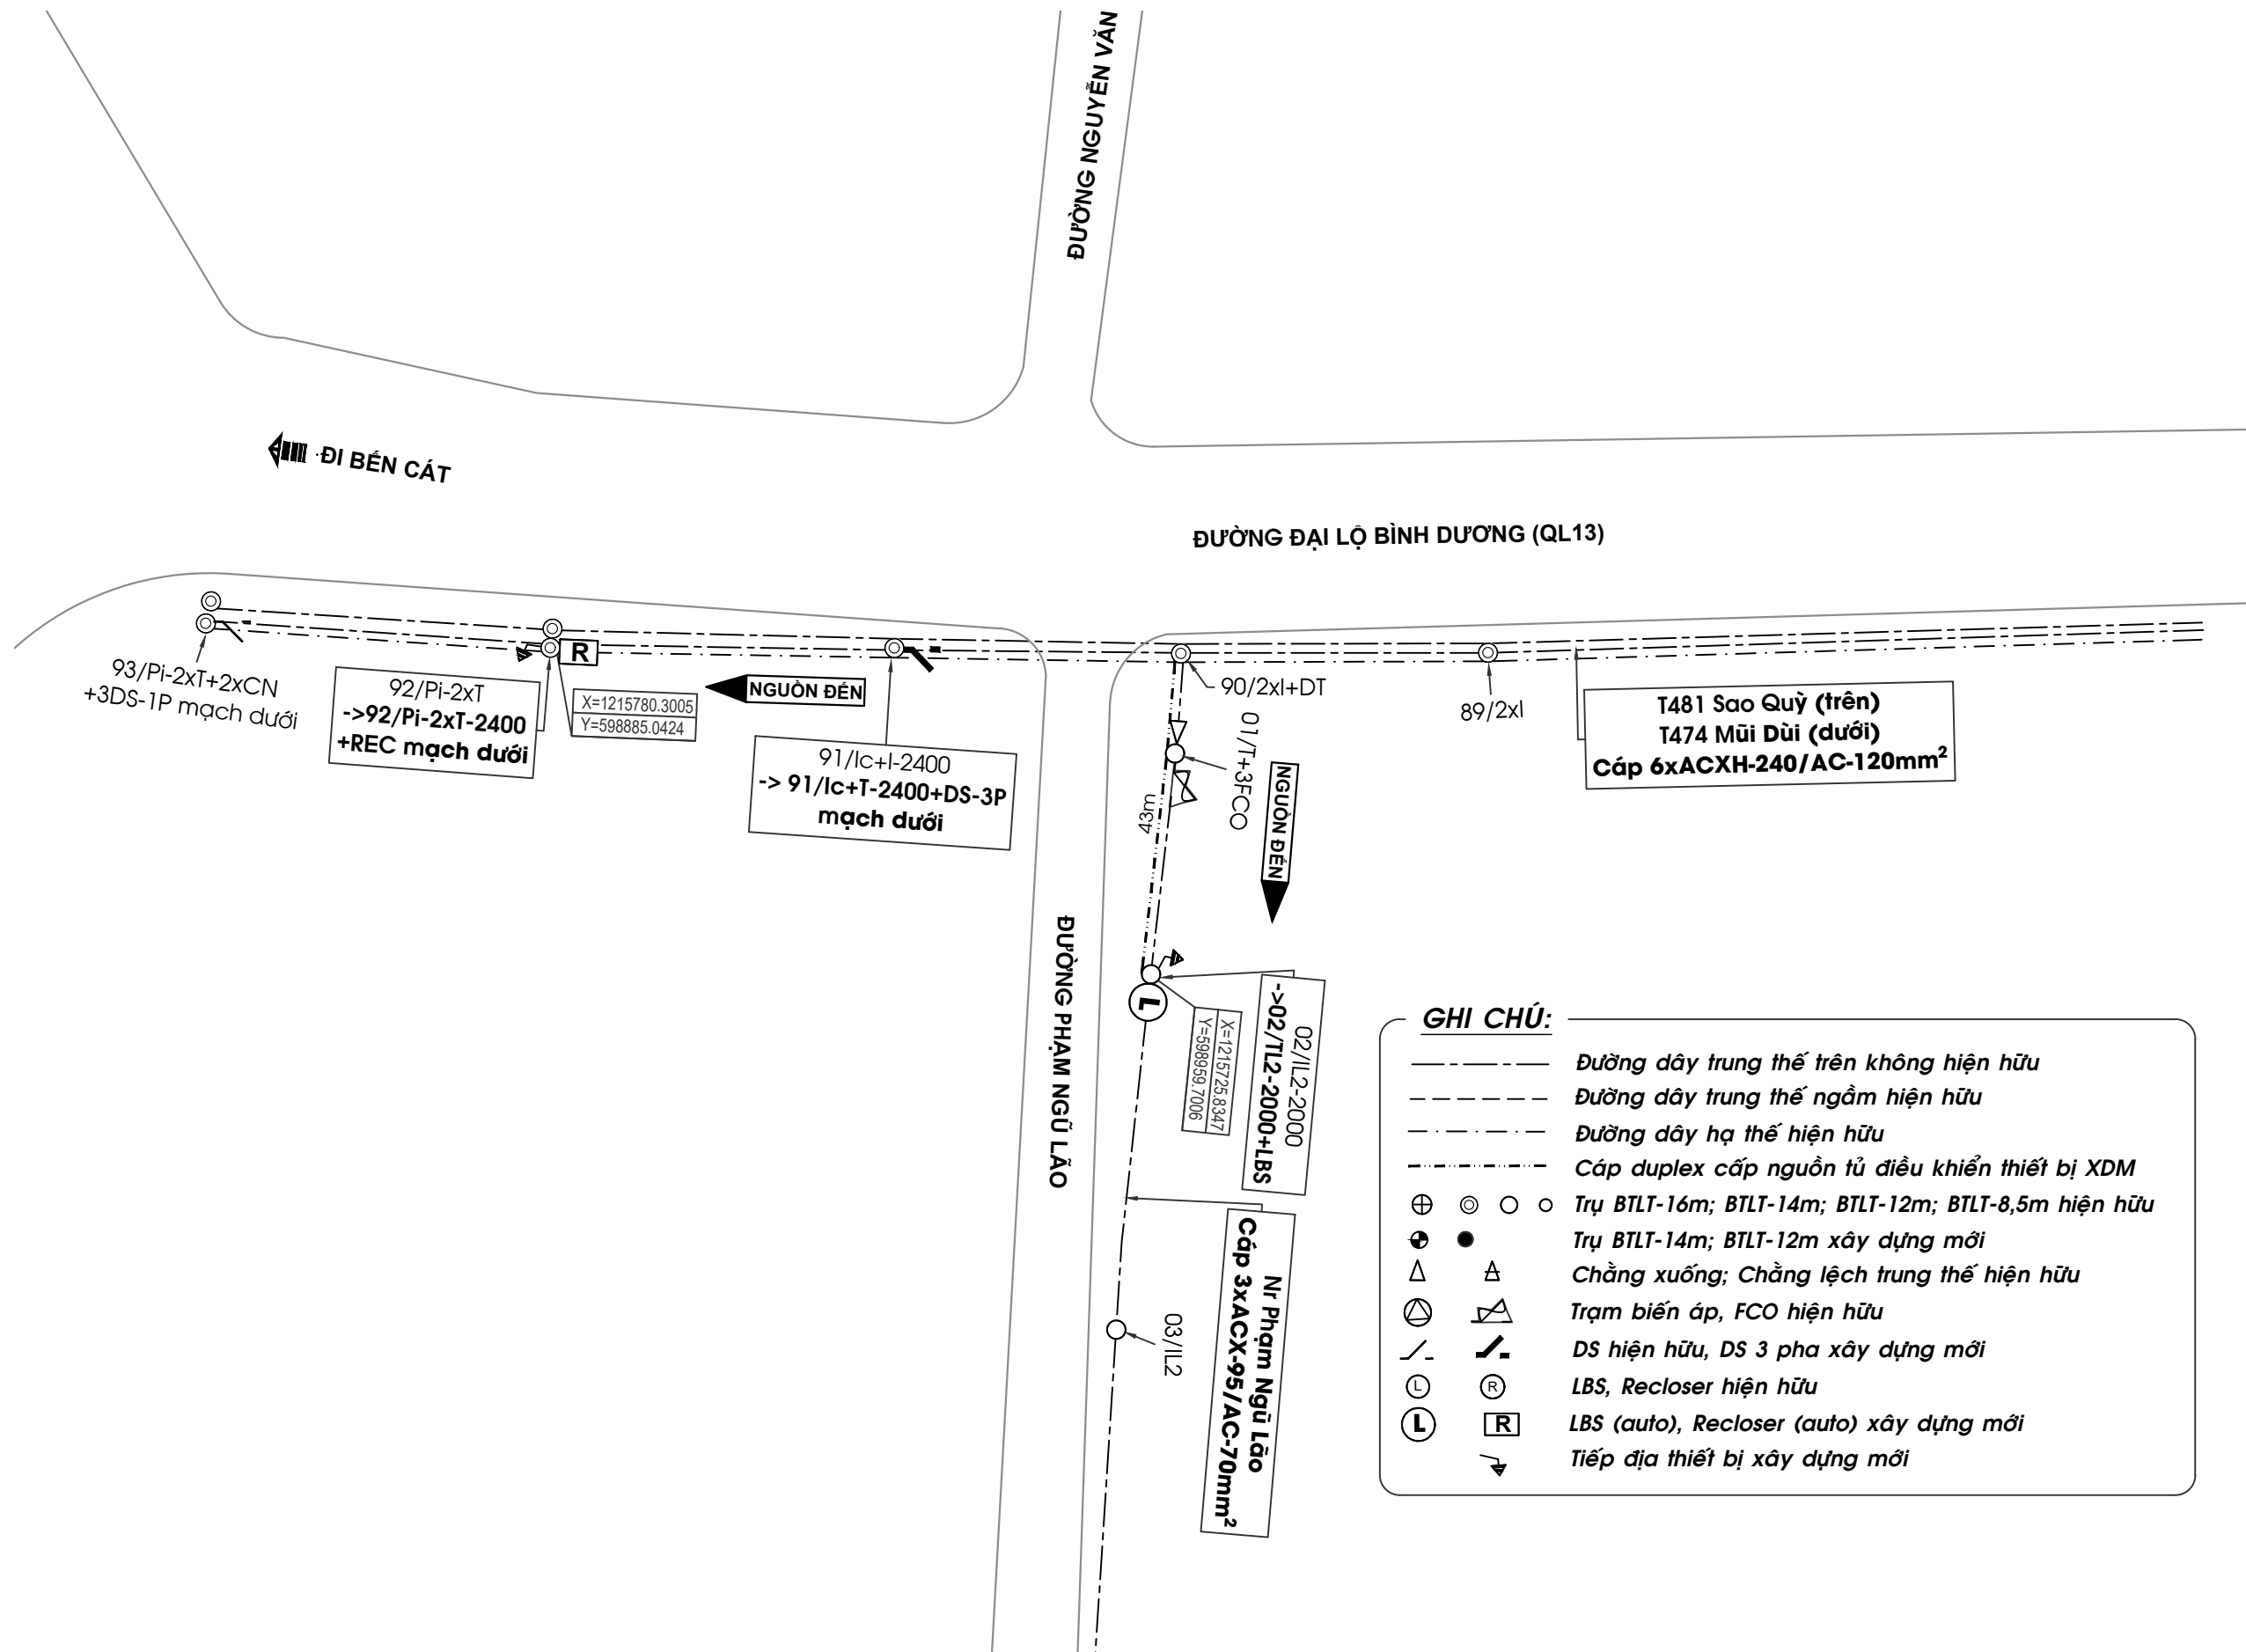 ĐƯỜNG NGUYỄN VĂN
ĐI BẾN CÁT
ĐƯỜNG ĐẠI LỘ BÌNH DƯƠNG (QL13)
93/Pi-2xT+2xCN
+3DS-1P mạch dưới
92/Pi-2xT
->92/Pi-2xT-2400
+REC mạch dưới
R
X=1215780.3005
Y=598885.0424
NGUỒN ĐẾN
91/Ic+I-2400
-> 91/Ic+T-2400+DS-3P
mạch dưới
90/2xI+DT
89/2xI
T481 Sao Quỳ (trên)
T474 Mũi Dùi (dưới)
Cáp 6xACXH-240/AC-120mm²
01/T+3FCO
43m
NGUỒN ĐẾN
ĐƯỜNG PHẠM NGŨ LÃO
L
X=1215725.8347
Y=598959.7006
02/IL2-2000
->02/TL2-2000+LBS
Nr Phạm Ngũ Lão
Cáp 3xACX-95/AC-70mm²
03/IL2
GHI CHÚ:
Đường dây trung thế trên không hiện hữu
Đường dây trung thế ngầm hiện hữu
Đường dây hạ thế hiện hữu
Cáp duplex cấp nguồn tủ điều khiển thiết bị XDM
Trụ BTLT-16m; BTLT-14m; BTLT-12m; BTLT-8,5m hiện hữu
Trụ BTLT-14m; BTLT-12m xây dựng mới
Chằng xuống; Chằng lệch trung thế hiện hữu
Trạm biến áp, FCO hiện hữu
DS hiện hữu, DS 3 pha xây dựng mới
L R LBS, Recloser hiện hữu
L R LBS (auto), Recloser (auto) xây dựng mới
Tiếp địa thiết bị xây dựng mới